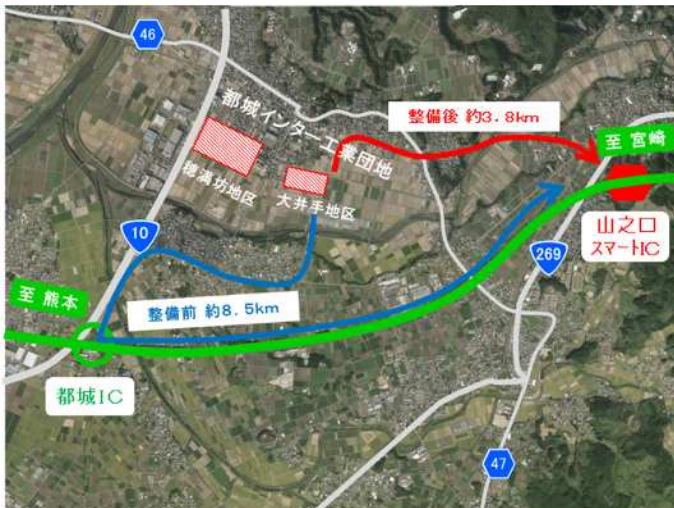 46
整備後 約3.8km
至 宮崎
都城インター工業団地
穂満坊地区
大井手地区
山之口
スマートIC
10
269
至 熊本
整備前 約8.5km
都城IC
47